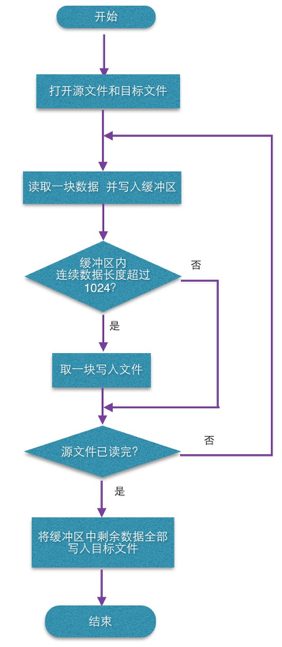 开始
打开源文件和目标文件
读取一块数据 并写入缓冲区
缓冲区内
连续数据长度超过
1024?
否
是
取一块写入文件
源文件已读完?
否
是
将缓冲区中剩余数据全部
写入目标文件
结束